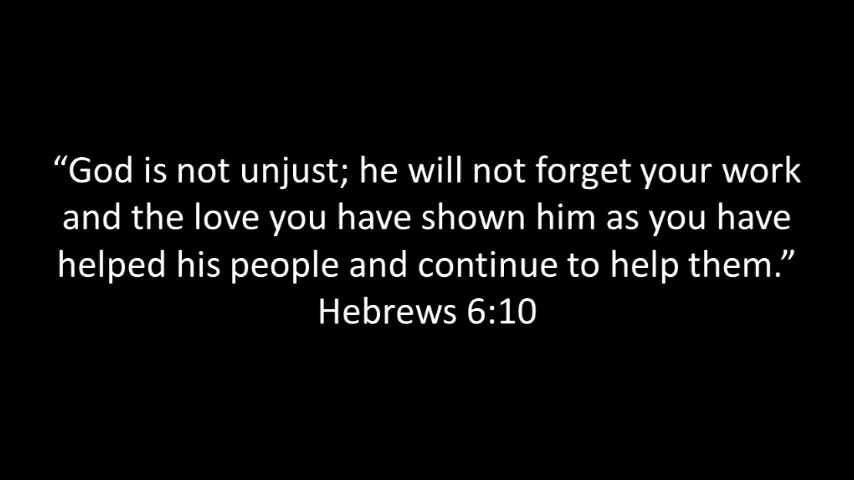 “God is not unjust; he will not forget your work
and the love you have shown him as you have
helped his people and continue to help them.”
Hebrews 6:10